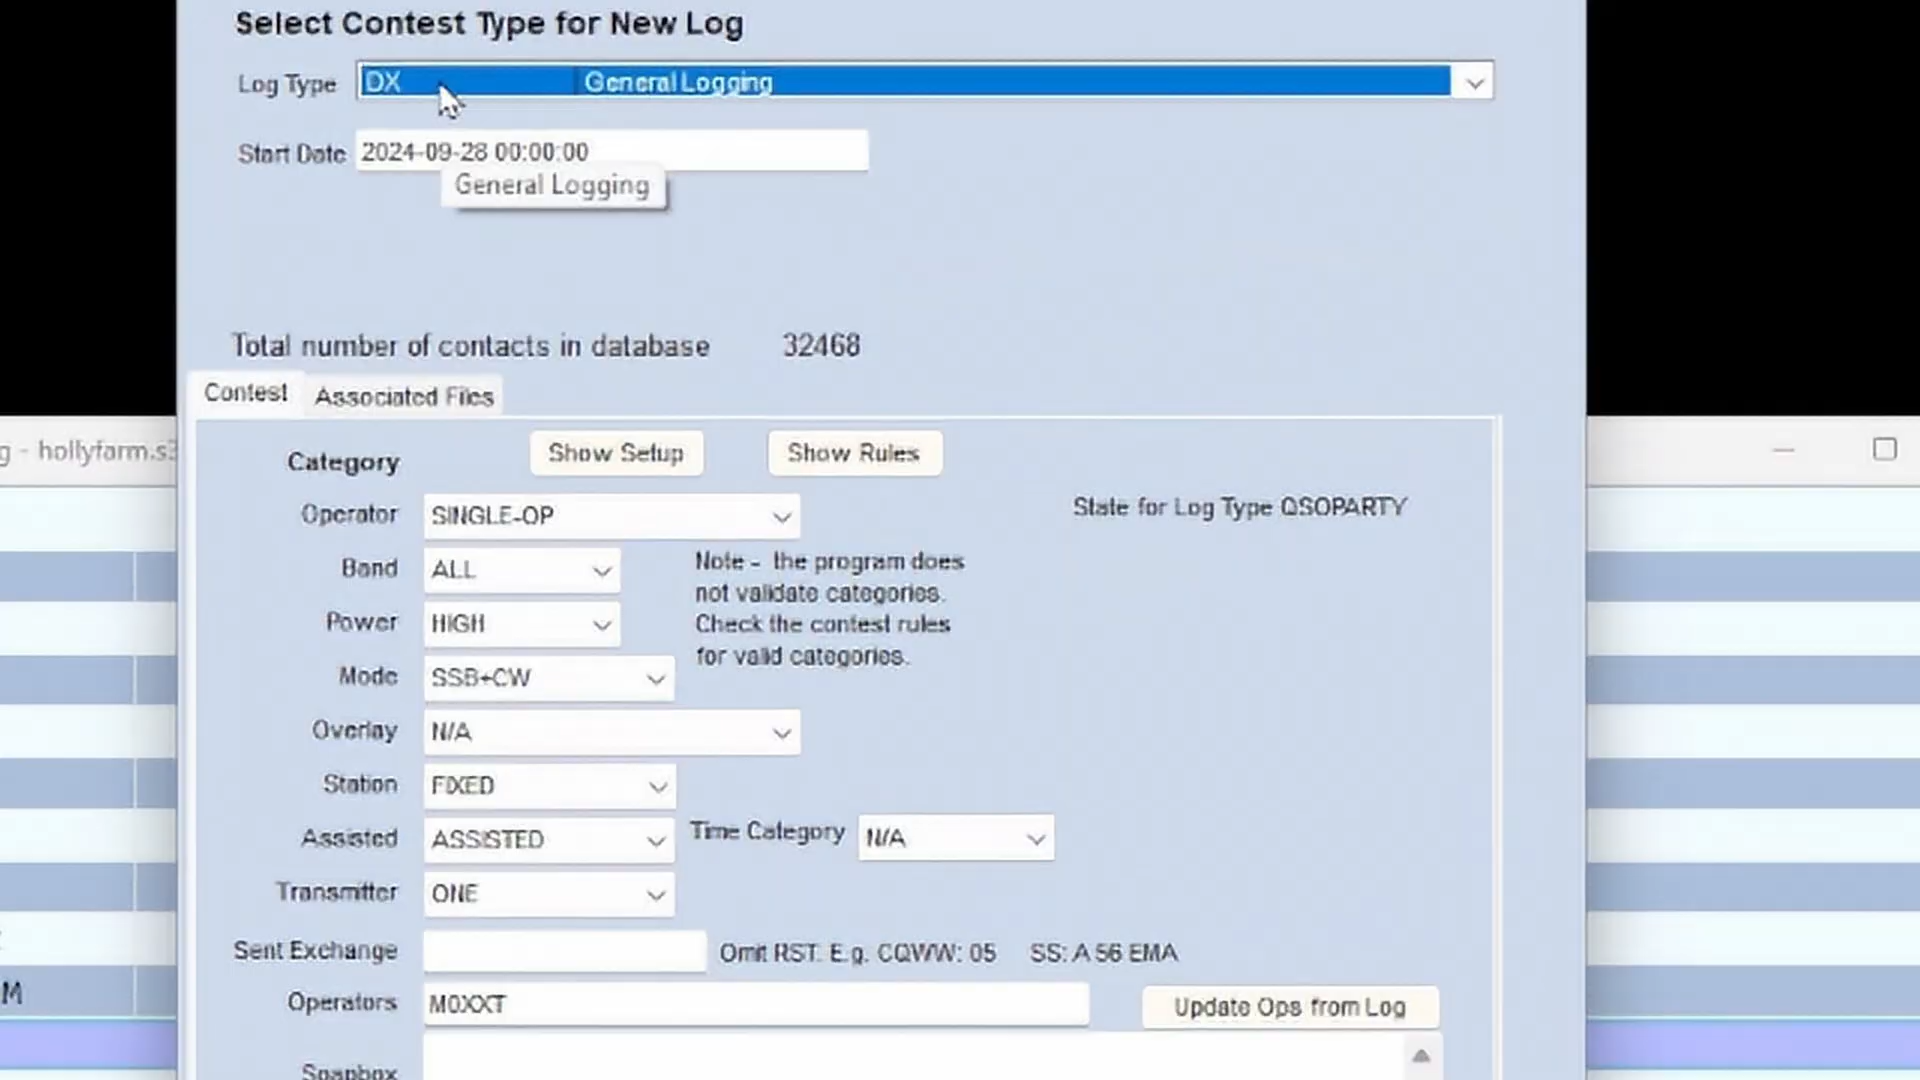 Select Contest Type for New Log
Log Type DX General Logging
Start Date 2024-09-28 00:00:00
General Logging
Total number of contacts in database 32468
Contest Associated Files
g - hollyfarm.s3
Category Show Setup Show Rules
Operator SINGLE-OP State for Log Type QSOPARTY
Band ALL Note - the program does
not validate categories.
Power HIGH Check the contest rules
for valid categories.
Mode SSB+CW
Overlay N/A
Station FIXED
Assisted ASSISTED Time Category N/A
Transmitter ONE
Sent Exchange Omit RST. E.g. CQWW: 05 SS: A 56 EMA
M
Operators M0XXT Update Ops from Log
Soapbox